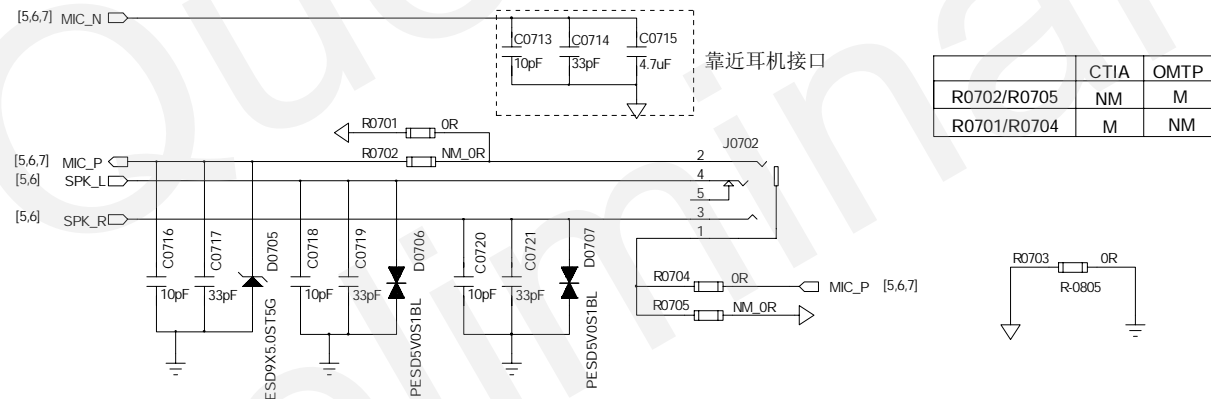 [5,6,7] MIC_N
C0713
10pF
C0714
33pF
C0715
4.7uF
靠近耳机接口
CTIA OMTP
R0702/R0705 NM M
R0701/R0704 M NM
R0701 0R
R0702 NM_0R
[5,6,7] MIC_P
[5,6] SPK_L
[5,6] SPK_R
J0702
2
4
5
3
1
C0716
10pF
C0717
33pF
D0705
ESD9X5.0ST5G
C0718
10pF
C0719
33pF
D0706
PESD5V0S1BL
C0720
10pF
C0721
33pF
D0707
PESD5V0S1BL
R0704 0R
MIC_P [5,6,7]
R0705 NM_0R
R0703 0R
R-0805